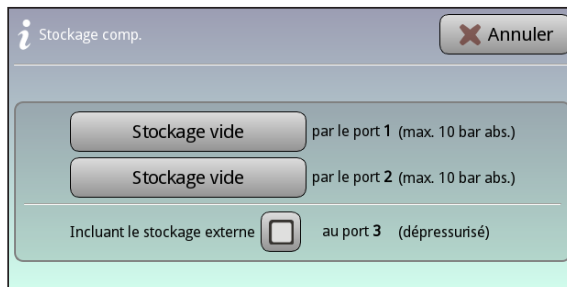 Stockage comp. Annuler
Stockage vide par le port 1 (max. 10 bar abs.)
Stockage vide par le port 2 (max. 10 bar abs.)
Incluant le stockage externe au port 3 (dépressurisé)